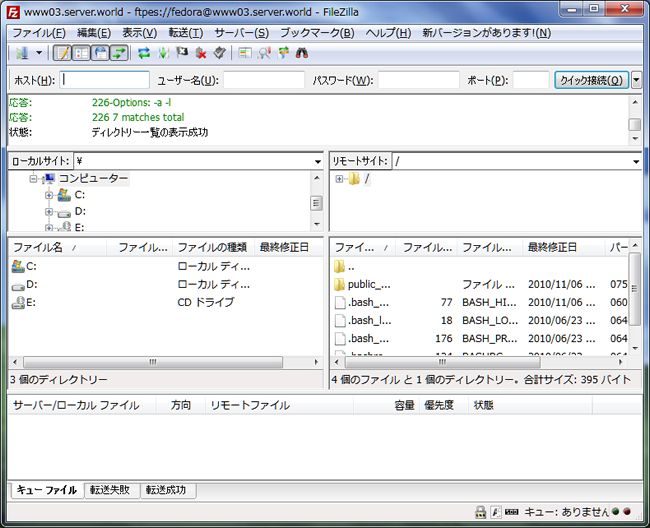 www03.server.world - ftpes://fedora@www03.server.world - FileZilla
ファイル(F) 編集(E) 表示(V) 転送(T) サーバー(S) ブックマーク(B) ヘルプ(H) 新バージョンがあります!(N)
ホスト(H): ユーザー名(U): パスワード(W): ポート(P): クイック接続(Q)
応答: 226-Options: -a -l
応答: 226 7 matches total
状態: ディレクトリー一覧の表示成功
ローカルサイト: \
リモートサイト: /
コンピューター
C:
D:
E:
/
ファイル名 / ファイル... ファイルの種類 最終修正日
C: ローカル ディ...
D: ローカル ディ...
E: CD ドライブ
3 個のディレクトリー
ファイ... / ファイル... ファイル... 最終修正日 パー
..
public_... ファイル ... 2010/11/06 ... 075
.bash_... 77 BASH_HI... 2010/11/06 ... 060
.bash_l... 18 BASH_LO... 2010/06/23 ... 064
.bash_... 176 BASH_PR... 2010/06/23 ... 064
.bashrc 124 BASHRC 2010/06/23 064
4 個のファイル と 1 個のディレクトリー。合計サイズ: 395 バイト
サーバー/ローカル ファイル 方向 リモートファイル 容量 優先度 状態
キュー ファイル 転送失敗 転送成功
キュー: ありません